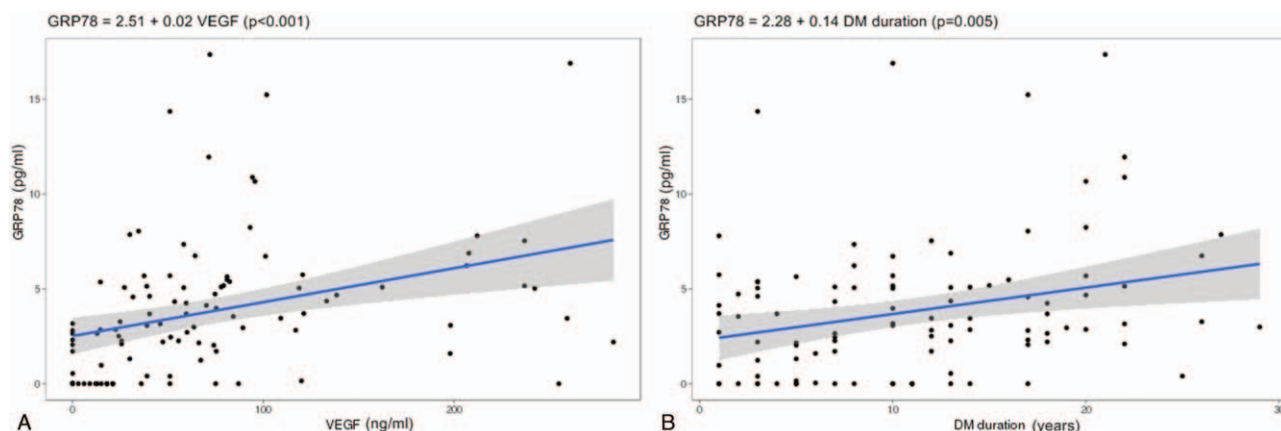 GRP78 = 2.51 + 0.02 VEGF (p<0.001)
15
10
5
0
GRP78 (pg/ml)
0 100 200
VEGF (ng/ml)
A
GRP78 = 2.28 + 0.14 DM duration (p=0.005)
15
10
5
0
GRP78 (pg/ml)
0 10 20 30
DM duration (years)
B